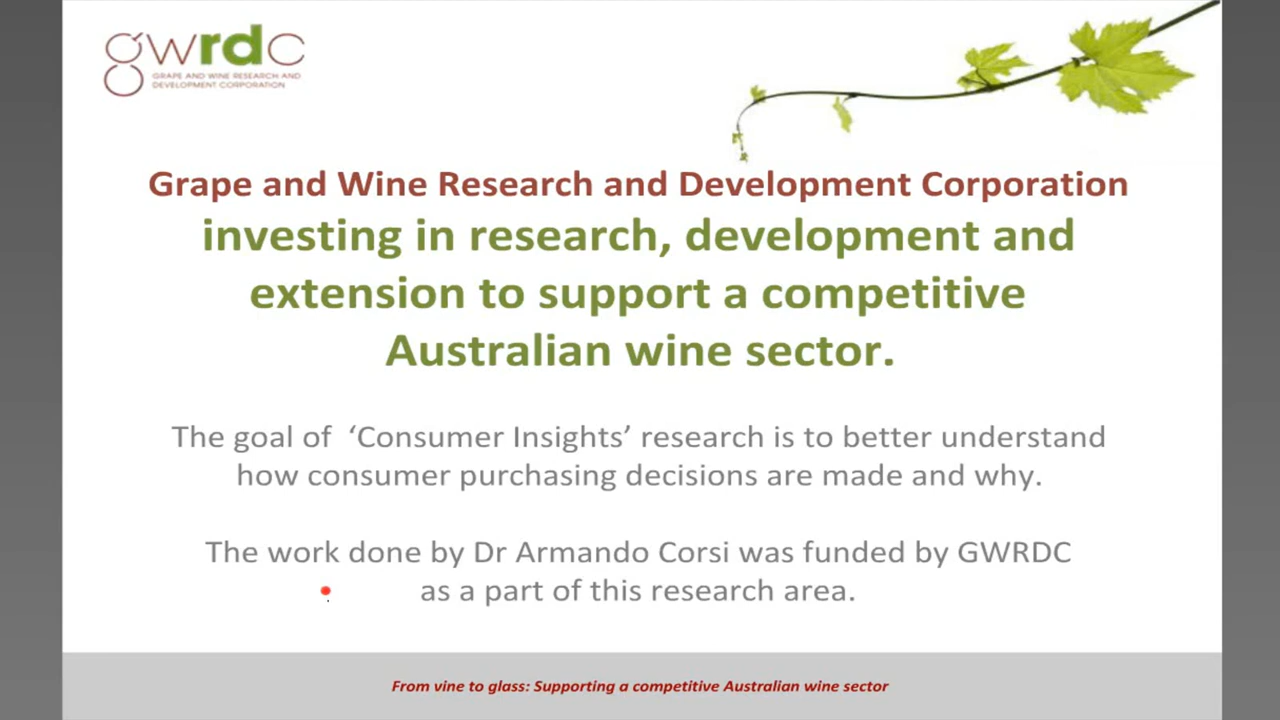 gwrdc
GRAPE AND WINE RESEARCH AND
DEVELOPMENT CORPORATION
Grape and Wine Research and Development Corporation
investing in research, development and
extension to support a competitive
Australian wine sector.
The goal of ‘Consumer Insights’ research is to better understand
how consumer purchasing decisions are made and why.
The work done by Dr Armando Corsi was funded by GWRDC
as a part of this research area.
From vine to glass: Supporting a competitive Australian wine sector